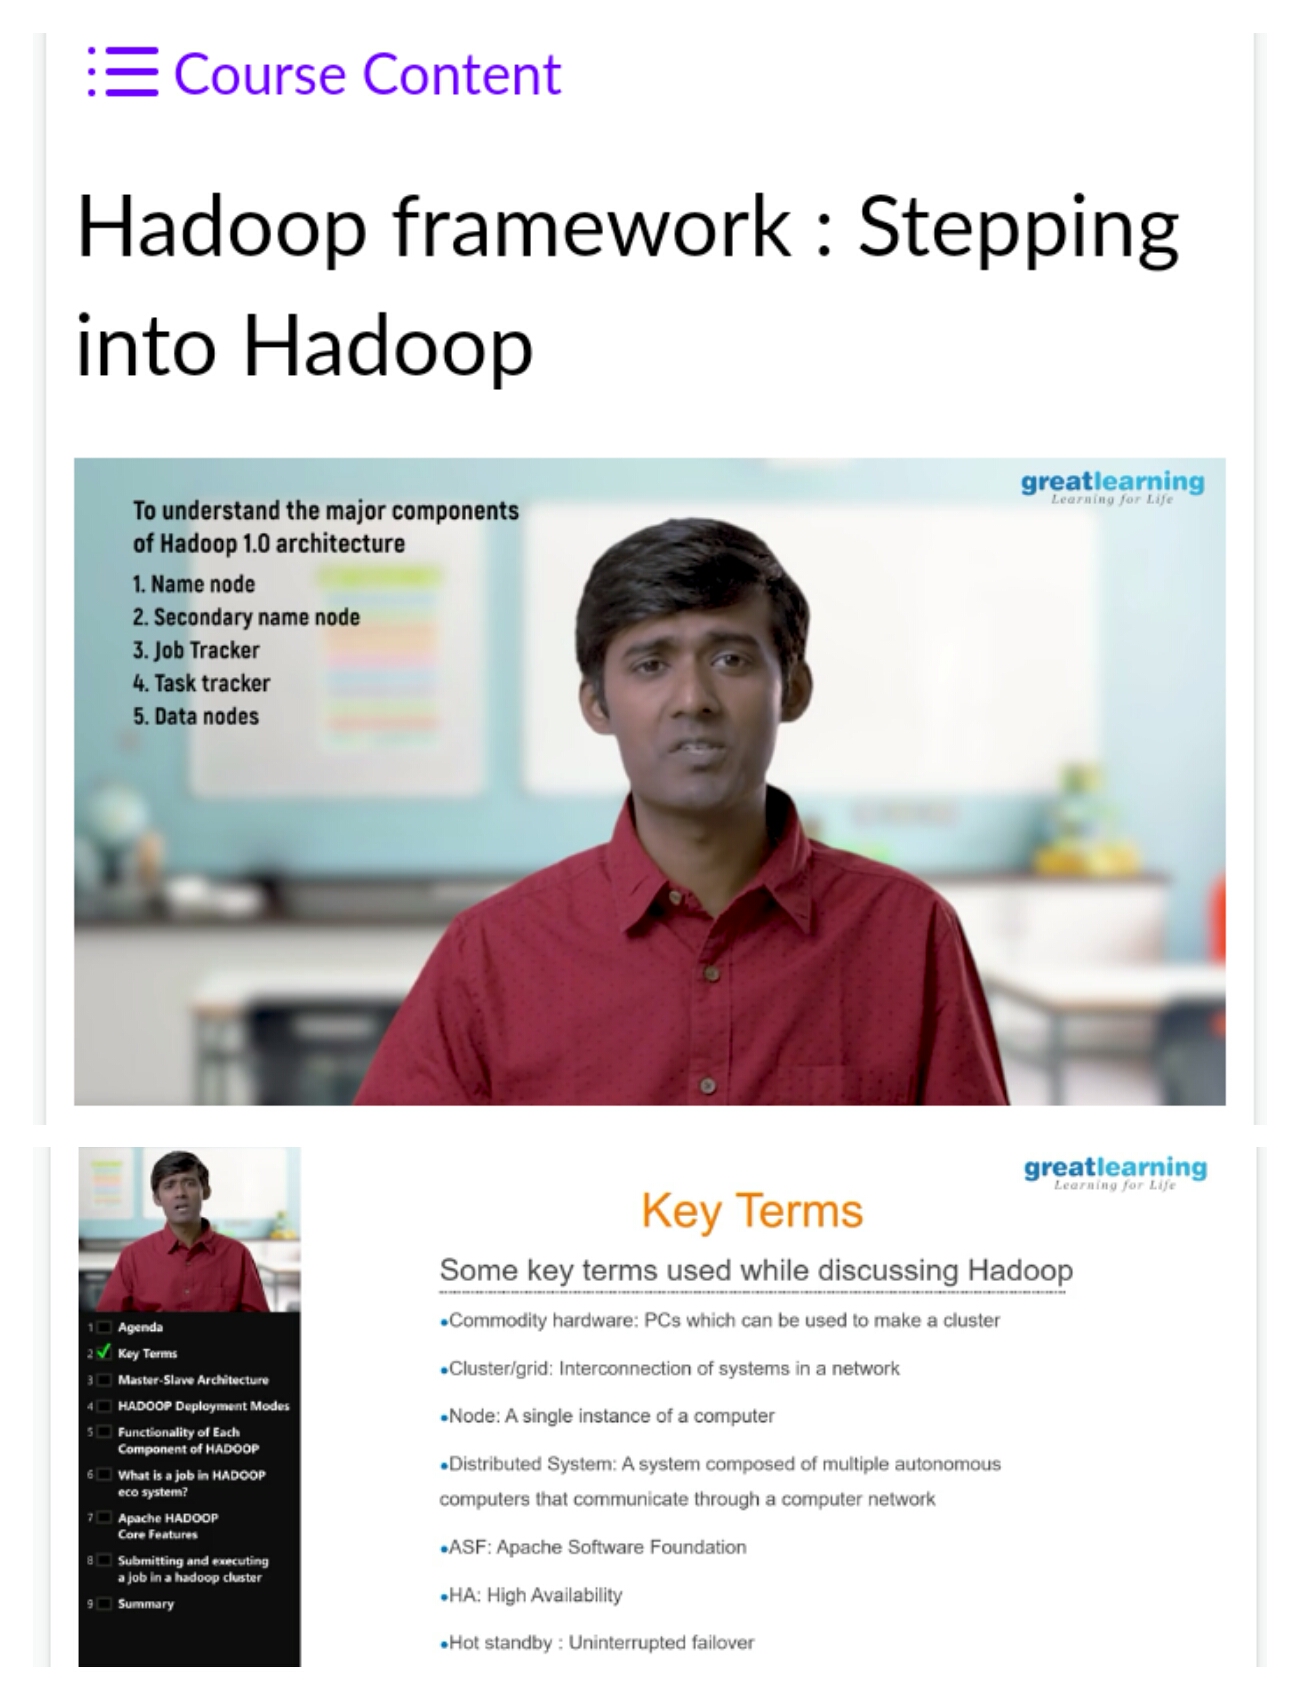 Course Content
Hadoop framework : Stepping
into Hadoop
greatlearning
Learning for Life
To understand the major components
of Hadoop 1.0 architecture
1. Name node
2. Secondary name node
3. Job Tracker
4. Task tracker
5. Data nodes
greatlearning
Learning for Life
Key Terms
Some key terms used while discussing Hadoop
•Commodity hardware: PCs which can be used to make a cluster
•Cluster/grid: Interconnection of systems in a network
•Node: A single instance of a computer
•Distributed System: A system composed of multiple autonomous
computers that communicate through a computer network
•ASF: Apache Software Foundation
•HA: High Availability
•Hot standby : Uninterrupted failover
1 Agenda
2 Key Terms
3 Master-Slave Architecture
4 HADOOP Deployment Modes
5 Functionality of Each
Component of HADOOP
6 What is a job in HADOOP
eco system?
7 Apache HADOOP
Core Features
8 Submitting and executing
a job in a hadoop cluster
9 Summary